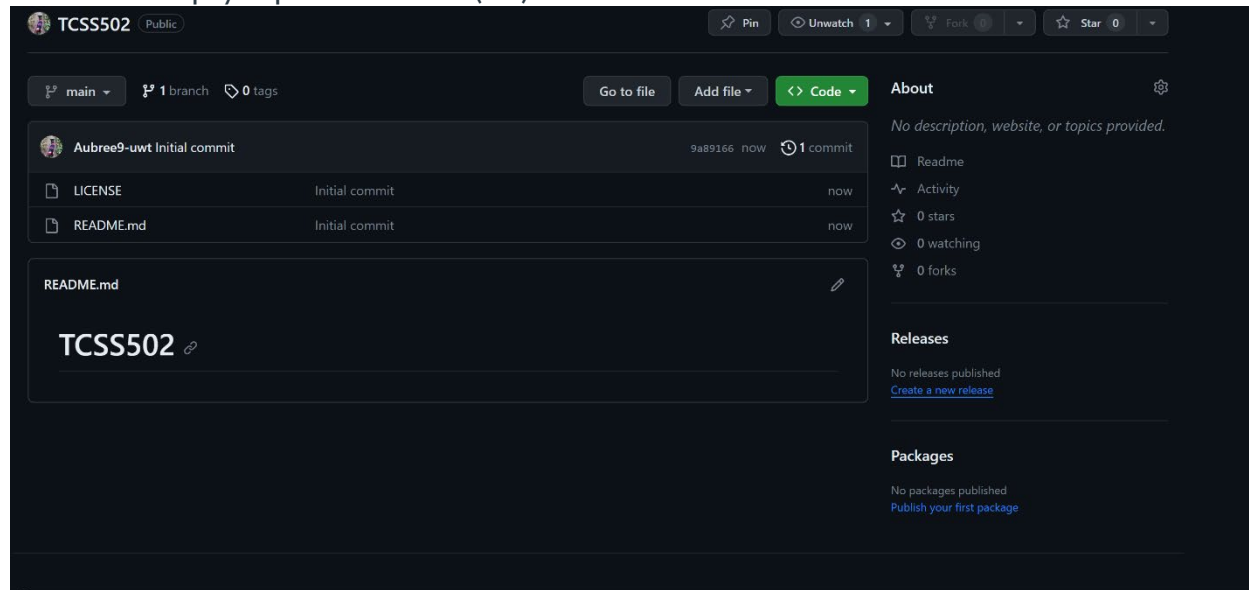 TCSS502 Public
Pin Unwatch 1 Fork 0 Star 0
main 1 branch 0 tags Go to file Add file <> Code
Aubree9-uwt Initial commit 9a89166 now 1 commit
LICENSE Initial commit now
README.md Initial commit now
README.md
TCSS502
About
No description, website, or topics provided.
Readme
Activity
0 stars
0 watching
0 forks
Releases
No releases published
Create a new release
Packages
No packages published
Publish your first package